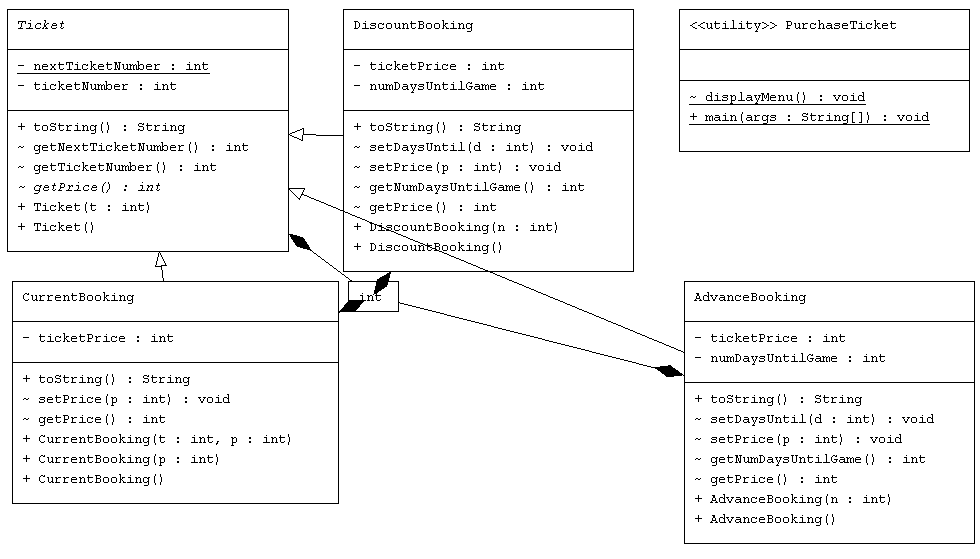 Ticket
- nextTicketNumber : int
- ticketNumber : int
+ toString() : String
~ getNextTicketNumber() : int
~ getTicketNumber() : int
~ getPrice() : int
+ Ticket(t : int)
+ Ticket()
DiscountBooking
- ticketPrice : int
- numDaysUntilGame : int
+ toString() : String
~ setDaysUntil(d : int) : void
~ setPrice(p : int) : void
~ getNumDaysUntilGame() : int
~ getPrice() : int
+ DiscountBooking(n : int)
+ DiscountBooking()
<<utility>> PurchaseTicket
~ displayMenu() : void
+ main(args : String[]) : void
CurrentBooking
- ticketPrice : int
+ toString() : String
~ setPrice(p : int) : void
~ getPrice() : int
+ CurrentBooking(t : int, p : int)
+ CurrentBooking(p : int)
+ CurrentBooking()
int
AdvanceBooking
- ticketPrice : int
- numDaysUntilGame : int
+ toString() : String
~ setDaysUntil(d : int) : void
~ setPrice(p : int) : void
~ getNumDaysUntilGame() : int
~ getPrice() : int
+ AdvanceBooking(n : int)
+ AdvanceBooking()